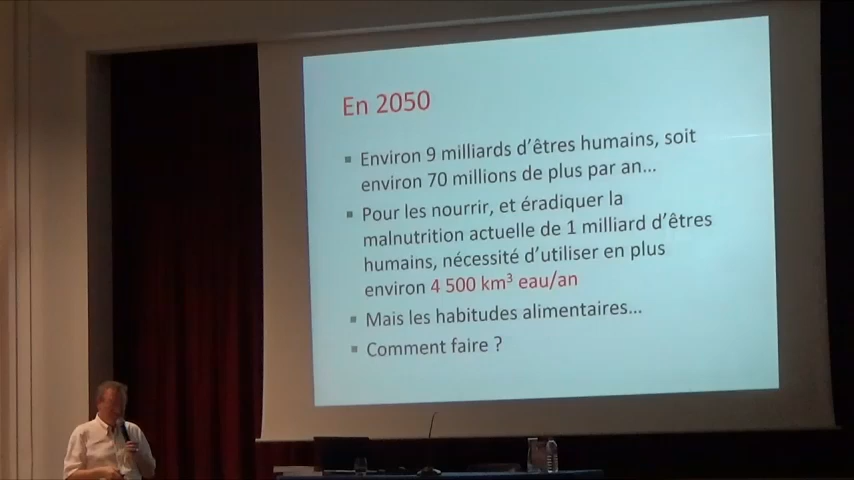 En 2050
▪ Environ 9 milliards d'êtres humains, soit
environ 70 millions de plus par an...
▪ Pour les nourrir, et éradiquer la
malnutrition actuelle de 1 milliard d'êtres
humains, nécessité d'utiliser en plus
environ 4 500 km³ eau/an
▪ Mais les habitudes alimentaires...
▪ Comment faire ?